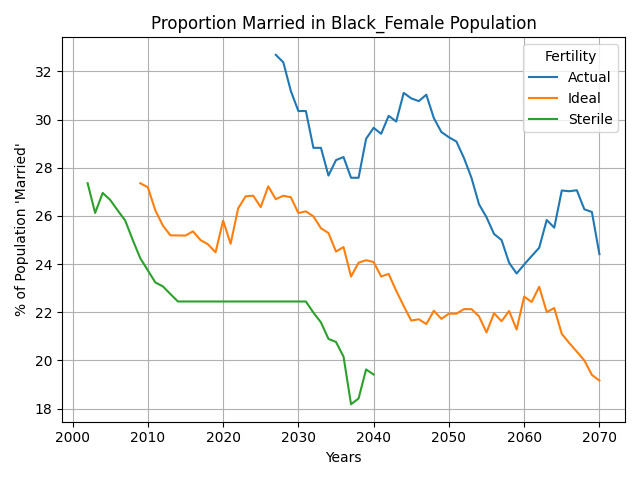 Proportion Married in Black_Female Population
Fertility
Actual
Ideal
Sterile
% of Population 'Married'
32
30
28
26
24
22
20
18
2000 2010 2020 2030 2040 2050 2060 2070
Years